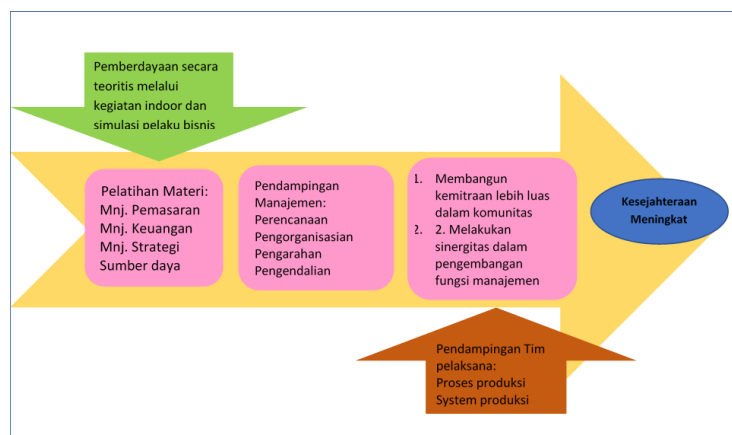 Pemberdayaan secara
teoritis melalui
kegiatan indoor dan
simulasi pelaku bisnis
Pelatihan Materi:
Mnj. Pemasaran
Mnj. Keuangan
Mnj. Strategi
Sumber daya
Pendampingan
Manajemen:
Perencanaan
Pengorganisasian
Pengarahan
Pengendalian
1. Membangun
kemitraan lebih luas
dalam komunitas
2. 2. Melakukan
sinergitas dalam
pengembangan
fungsi manajemen
Kesejahteraan
Meningkat
Pendampingan Tim
pelaksana:
Proses produksi
System produksi